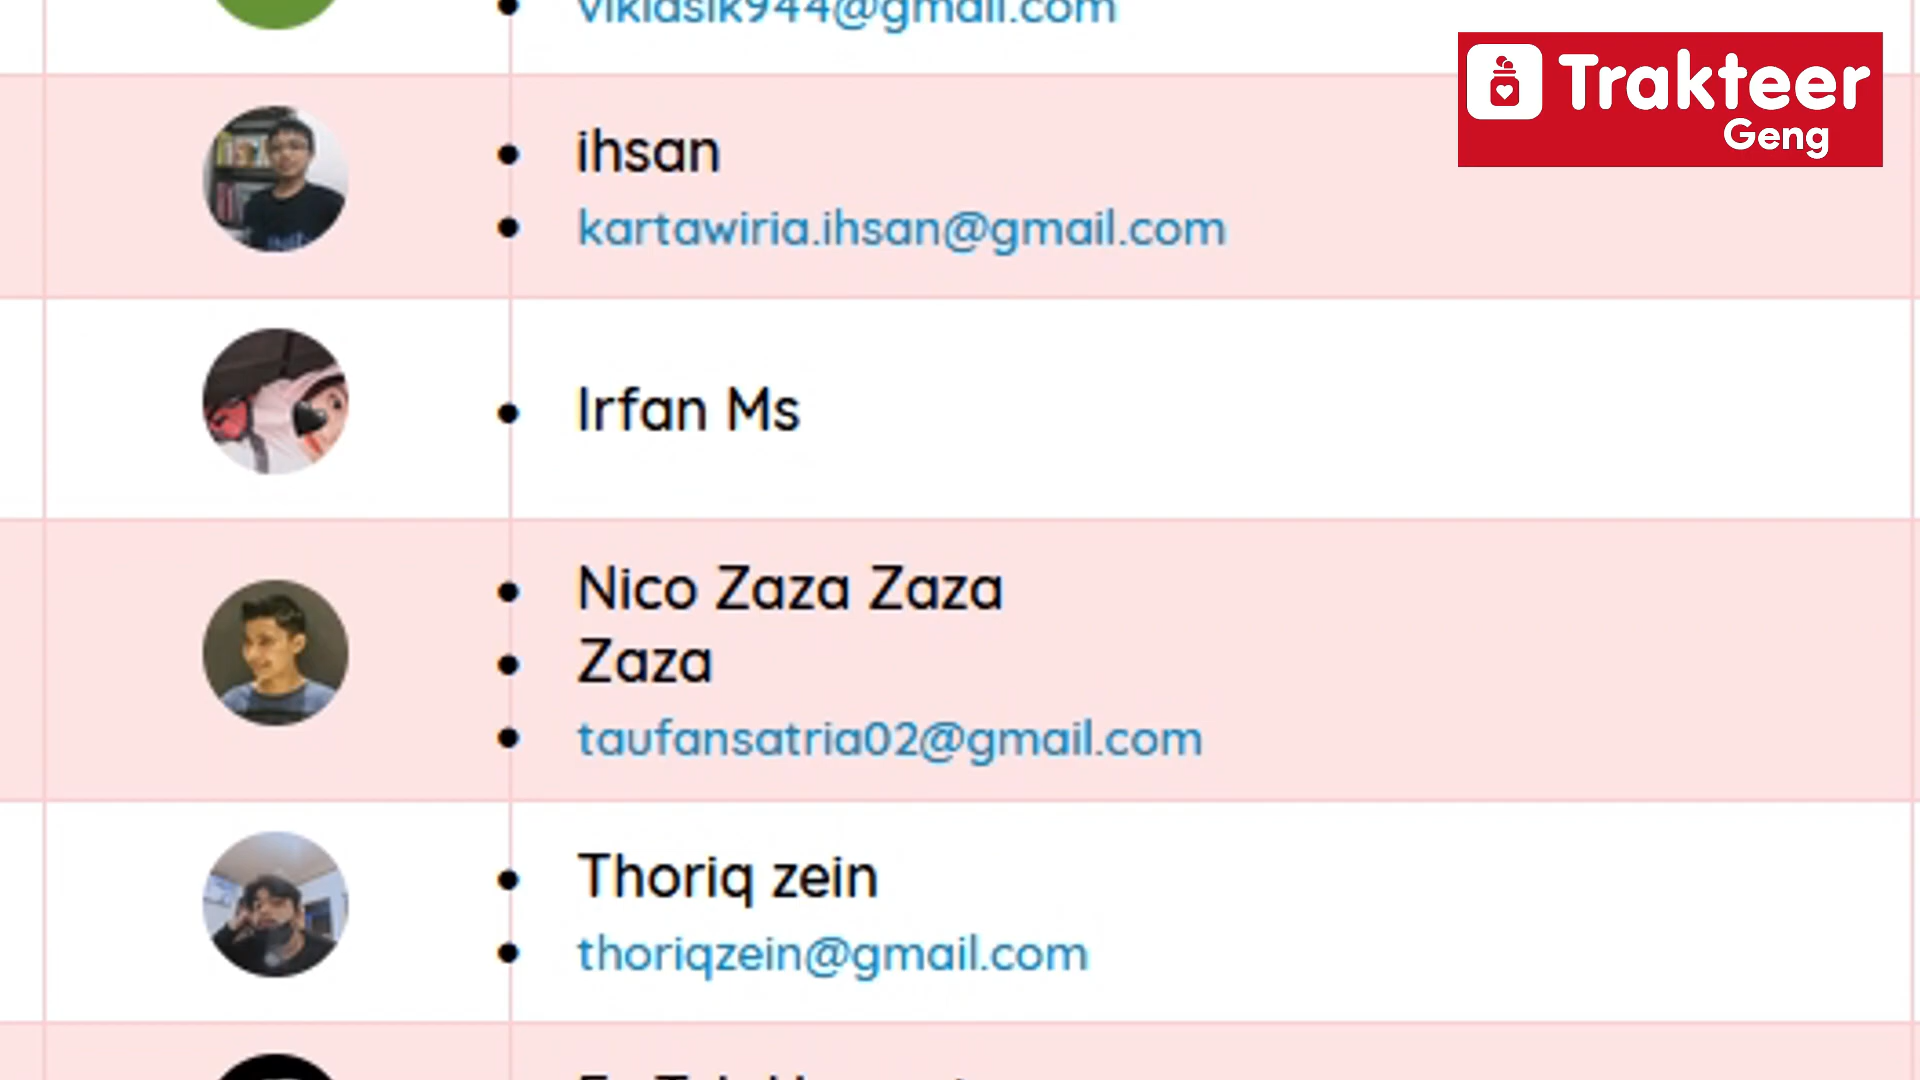 Trakteer
Geng
ihsan
kartawiria.ihsan@gmail.com
Irfan Ms
Nico Zaza Zaza
Zaza
taufansatria02@gmail.com
Thoriq zein
thoriqzein@gmail.com